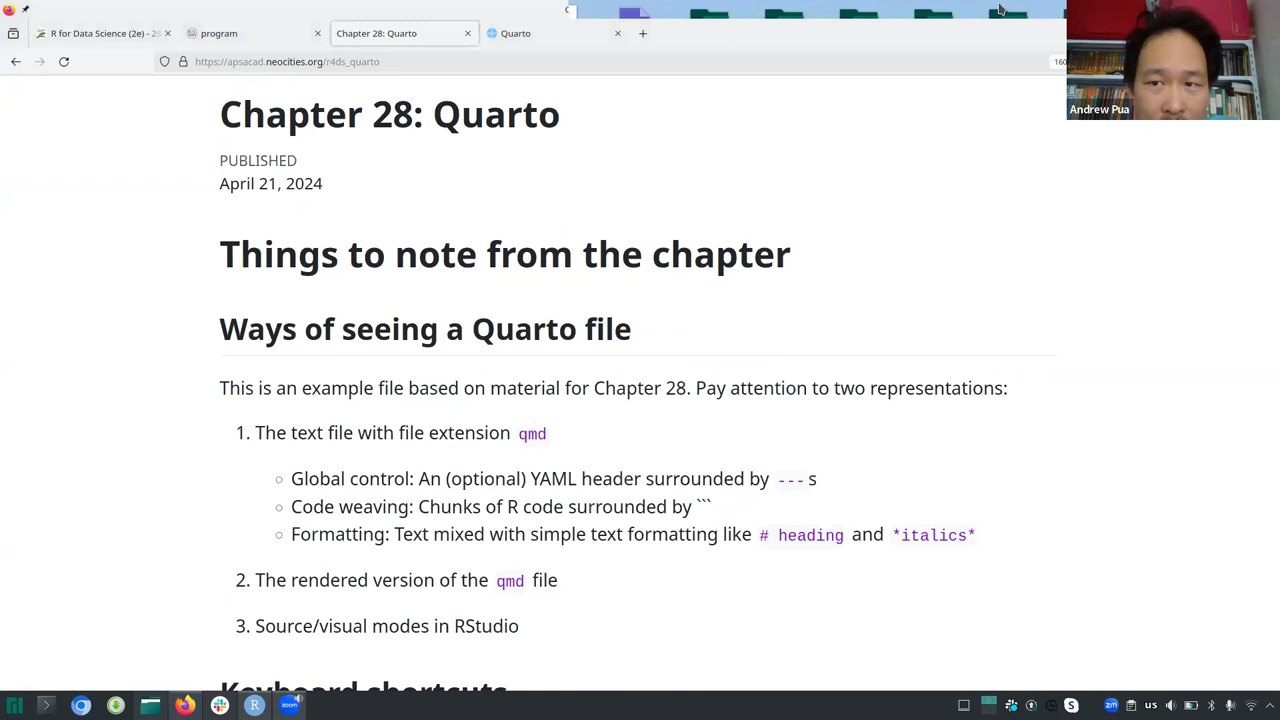 R for Data Science (2e) - 28
program
Chapter 28: Quarto
Quarto
https://apsacad.neocities.org/r4ds_quarto
160
Andrew Pua
Chapter 28: Quarto
PUBLISHED
April 21, 2024
Things to note from the chapter
Ways of seeing a Quarto file
This is an example file based on material for Chapter 28. Pay attention to two representations:
1. The text file with file extension qmd
◦ Global control: An (optional) YAML header surrounded by ---s
◦ Code weaving: Chunks of R code surrounded by ```
◦ Formatting: Text mixed with simple text formatting like # heading and *italics*
2. The rendered version of the qmd file
3. Source/visual modes in RStudio
Keyboard shortcuts
zoom
zm
us